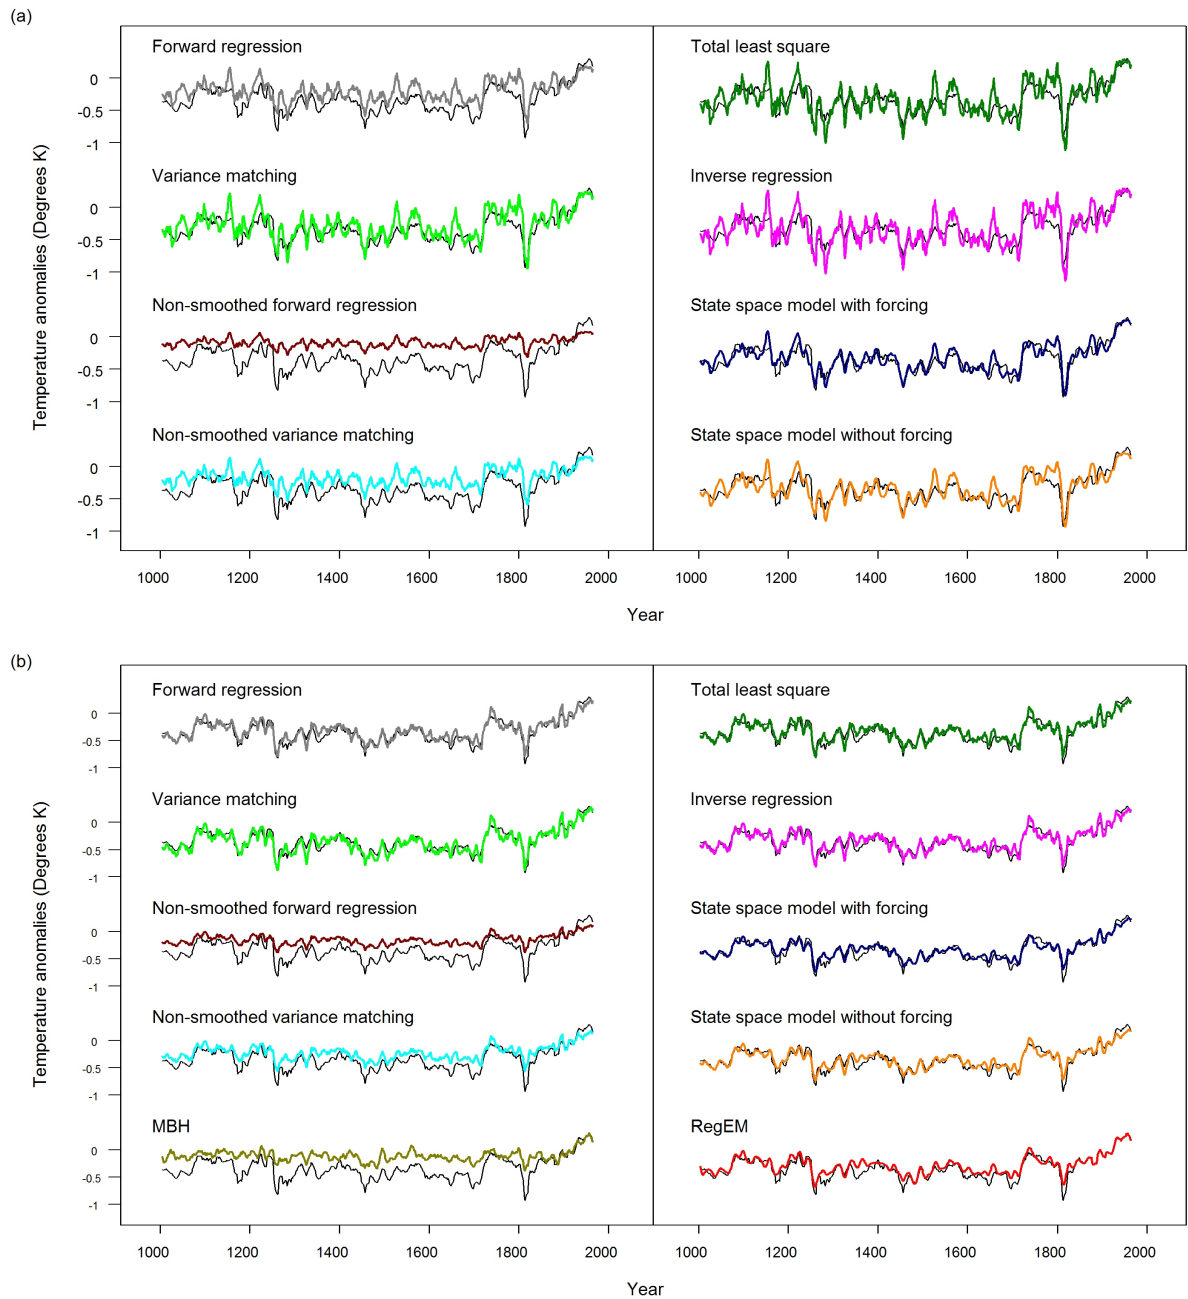 (a)
Forward regression
Total least square
0
-0.5
-1
Variance matching
Inverse regression
0
-0.5
-1
Temperature anomalies (Degrees K)
Non-smoothed forward regression
State space model with forcing
0
-0.5
-1
Non-smoothed variance matching
State space model without forcing
0
-0.5
-1
1000 1200 1400 1600 1800 2000 1000 1200 1400 1600 1800 2000
Year
(b)
Forward regression
Total least square
0
-0.5
-1
Variance matching
Inverse regression
0
-0.5
-1
Temperature anomalies (Degrees K)
Non-smoothed forward regression
State space model with forcing
0
-0.5
-1
Non-smoothed variance matching
State space model without forcing
0
-0.5
-1
MBH
RegEM
0
-0.5
-1
1000 1200 1400 1600 1800 2000 1000 1200 1400 1600 1800 2000
Year